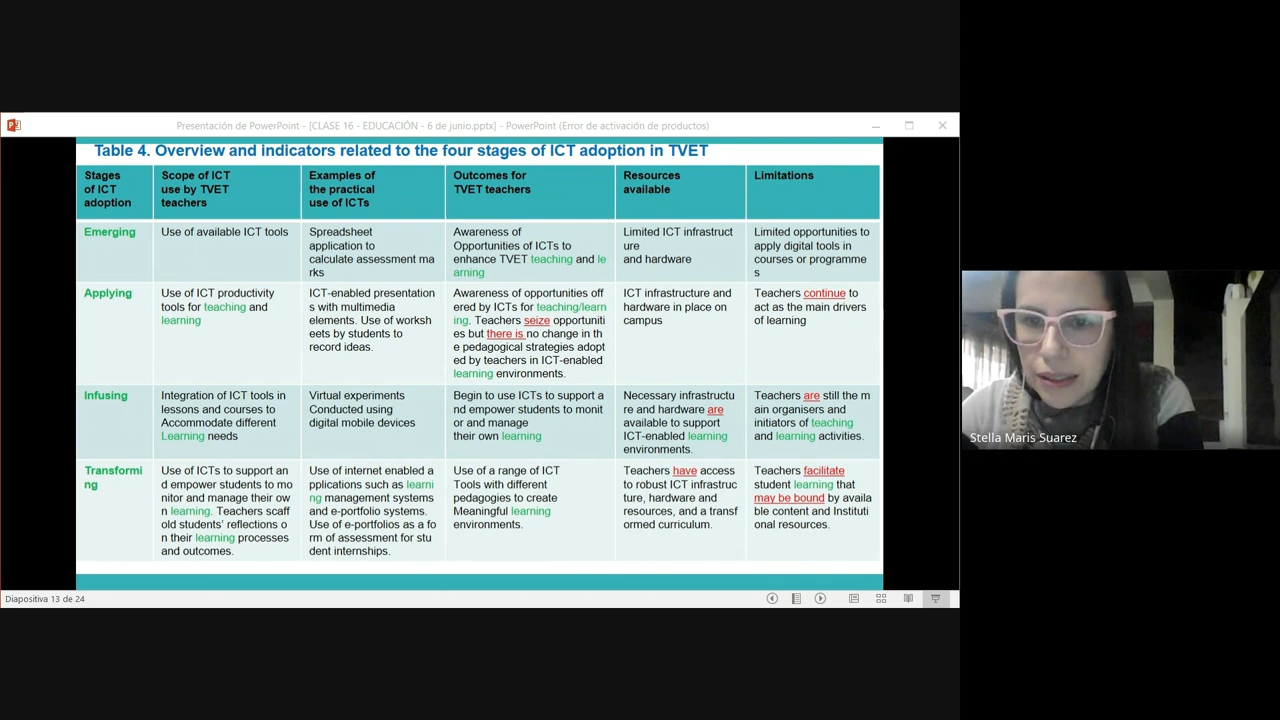 Presentación de PowerPoint - [CLASE 16 - EDUCACIÓN - 6 de junio.pptx] - PowerPoint (Error de activación de productos)
Table 4. Overview and indicators related to the four stages of ICT adoption in TVET
Stages
of ICT
adoption
Scope of ICT
use by TVET
teachers
Examples of
the practical
use of ICTs
Outcomes for
TVET teachers
Resources
available
Limitations
Emerging
Use of available ICT tools
Spreadsheet
application to
calculate assessment ma
rks
Awareness of
Opportunities of ICTs to
enhance TVET teaching and le
arning
Limited ICT infrastruct
ure
and hardware
Limited opportunities to
apply digital tools in
courses or programme
s
Applying
Use of ICT productivity
tools for teaching and
learning
ICT-enabled presentation
s with multimedia
elements. Use of worksh
eets by students to
record ideas.
Awareness of opportunities off
ered by ICTs for teaching/learn
ing. Teachers seize opportuniti
es but there is no change in th
e pedagogical strategies adopt
ed by teachers in ICT-enabled
learning environments.
ICT infrastructure and
hardware in place on
campus
Teachers continue to
act as the main drivers
of learning
Infusing
Integration of ICT tools in
lessons and courses to
Accommodate different
Learning needs
Virtual experiments
Conducted using
digital mobile devices
Begin to use ICTs to support a
nd empower students to monit
or and manage
their own learning
Necessary infrastructu
re and hardware are
available to support
ICT-enabled learning
environments.
Teachers are still the m
ain organisers and
initiators of teaching
and learning activities.
Transformi
ng
Use of ICTs to support an
d empower students to mo
nitor and manage their ow
n learning. Teachers scaff
old students' reflections o
n their learning processes
and outcomes.
Use of internet enabled a
pplications such as learni
ng management systems
and e-portfolio systems.
Use of e-portfolios as a fo
rm of assessment for stu
dent internships.
Use of a range of ICT
Tools with different
pedagogies to create
Meaningful learning
environments.
Teachers have access
to robust ICT infrastruc
ture, hardware and
resources, and a transf
ormed curriculum.
Teachers facilitate
student learning that
may be bound by availa
ble content and Instituti
onal resources.
Diapositiva 13 de 24
Stella Maris Suarez